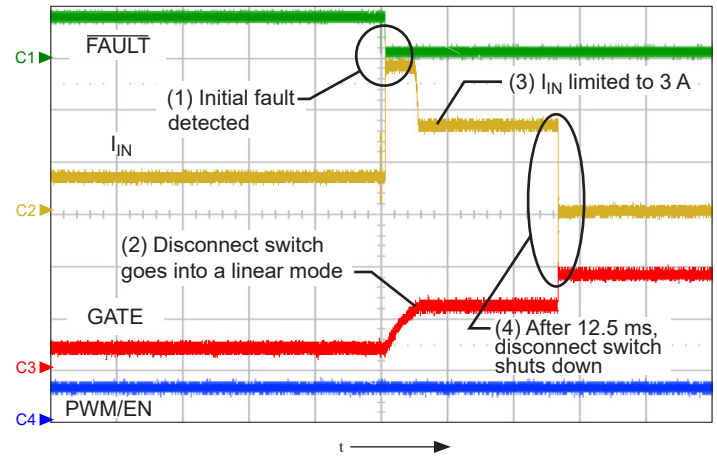 C1
FAULT
(1) Initial fault
detected
(3) IIN limited to 3 A
IIN
C2
(2) Disconnect switch
goes into a linear mode
GATE
(4) After 12.5 ms,
disconnect switch
shuts down
C3
PWM/EN
C4
t